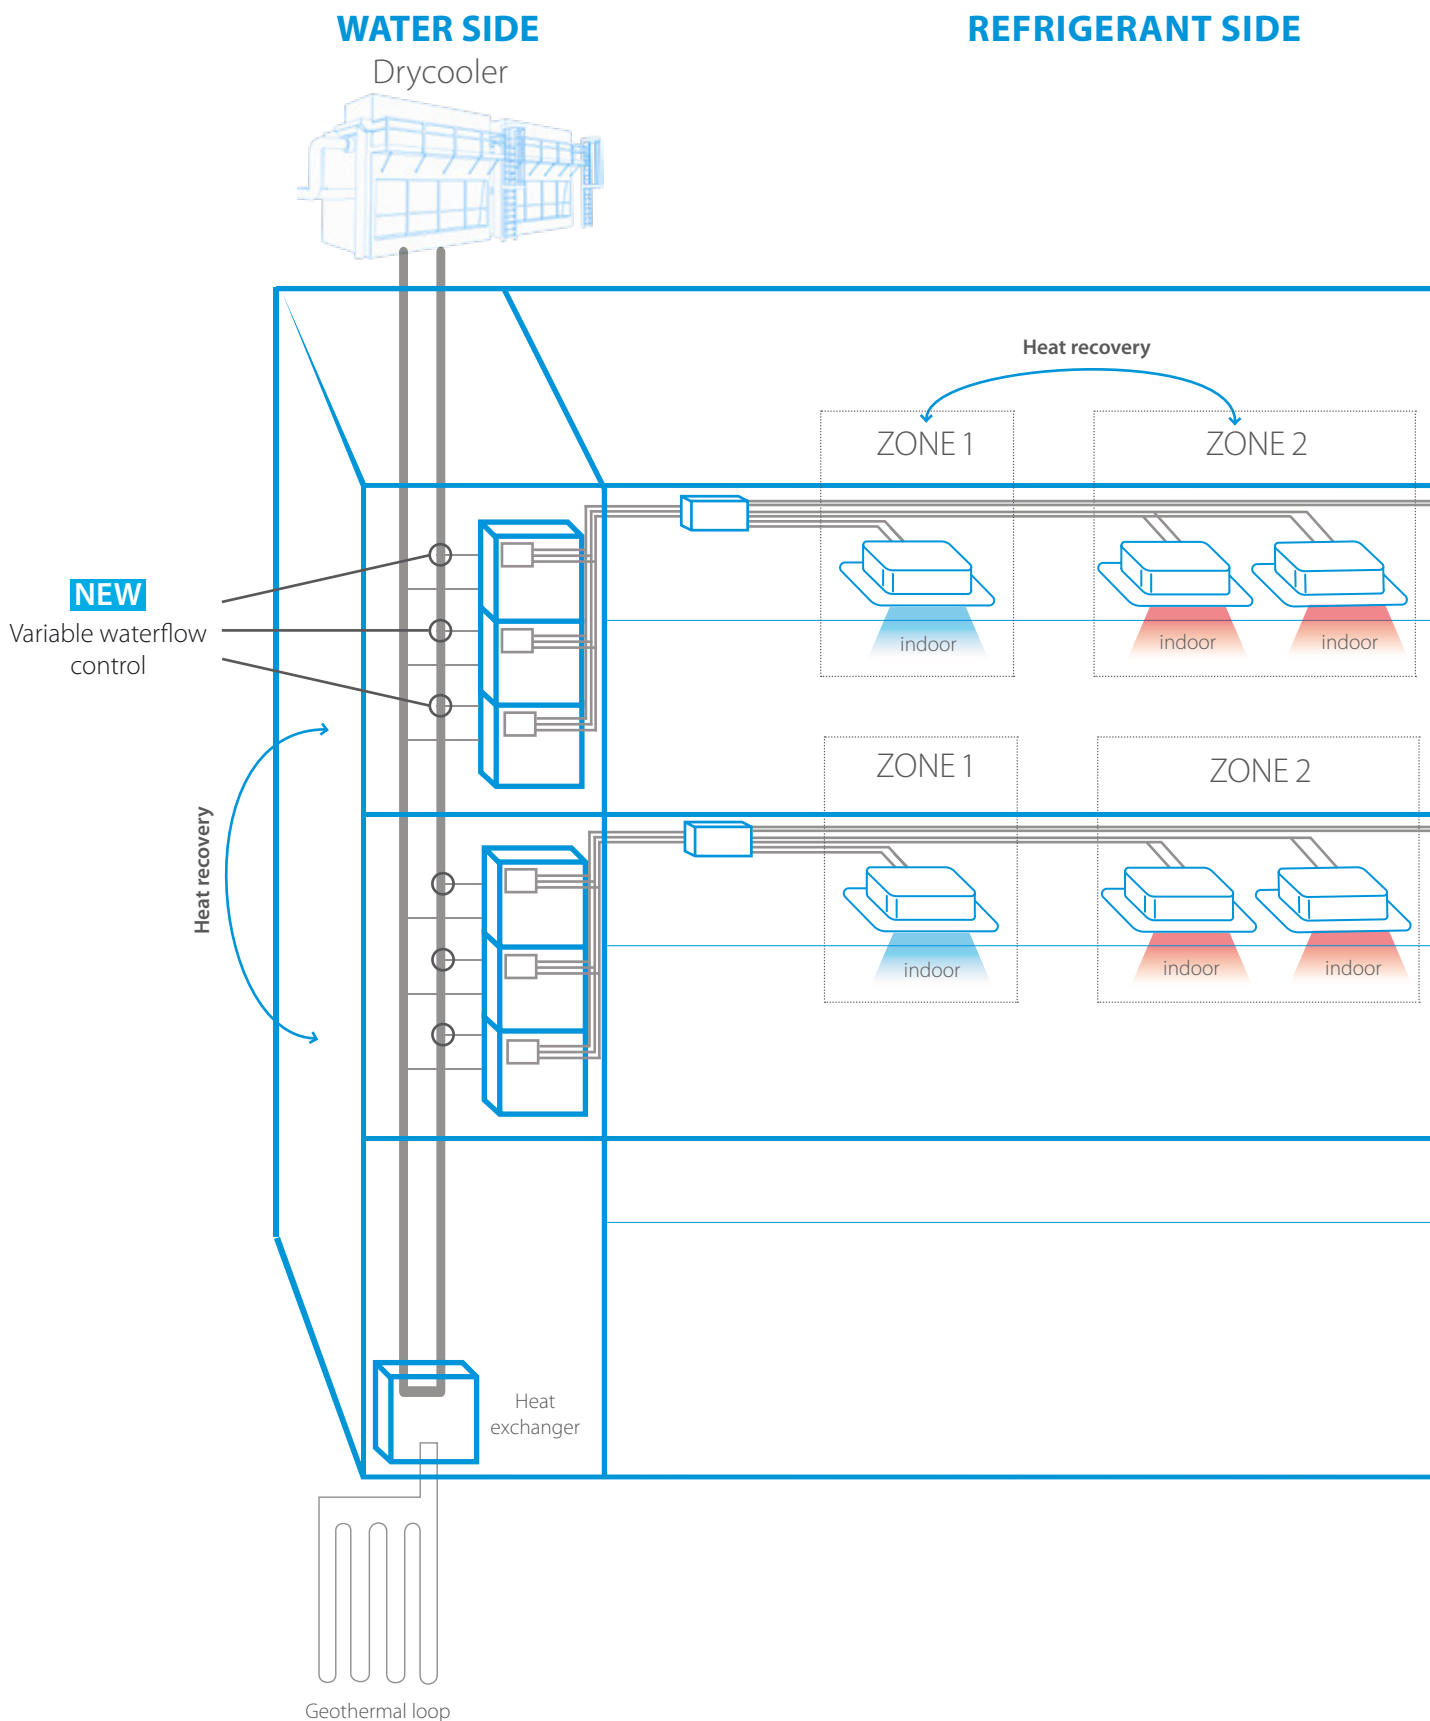 WATER SIDE
REFRIGERANT SIDE
Drycooler
Heat recovery
ZONE 1
ZONE 2
NEW
Variable waterflow
control
indoor
indoor
indoor
Heat recovery
ZONE 1
ZONE 2
indoor
indoor
indoor
Heat
exchanger
Geothermal loop